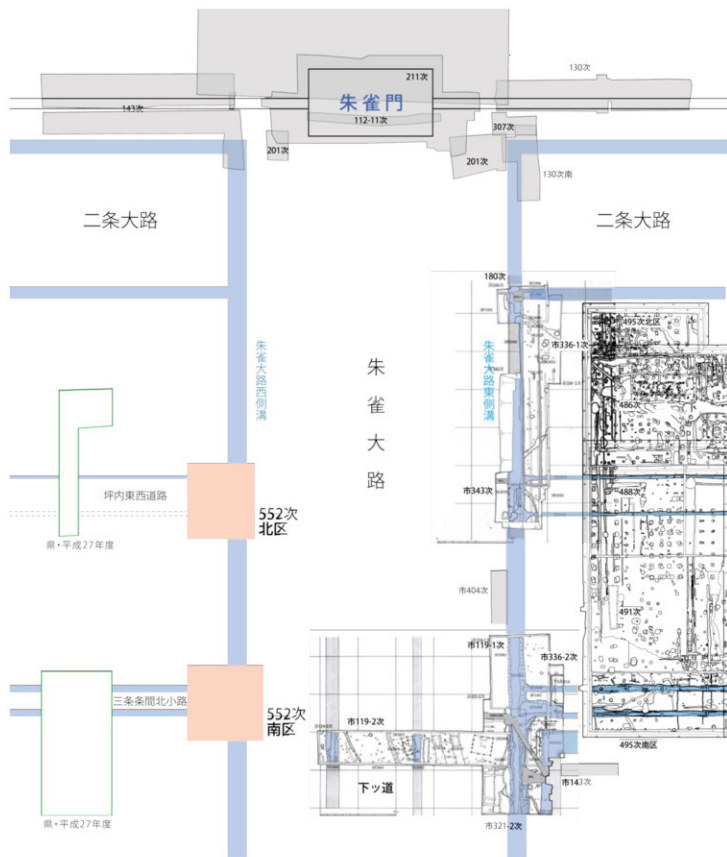 211次
130次
朱雀門
143次
112-11次
307次
201次
201次
130次南
二条大路
二条大路
180次
495次北区
市336-1次
朱雀大路西側溝
朱雀大路
朱雀大路東側溝
486次
坪内東西道路
市343次
488次
552次
北区
県・平成27年度
市404次
491次
市119-1次
市336-2次
三条条間北小路
552次
南区
市119-2次
495次南区
下ッ道
市143次
県・平成27年度
市321-2次